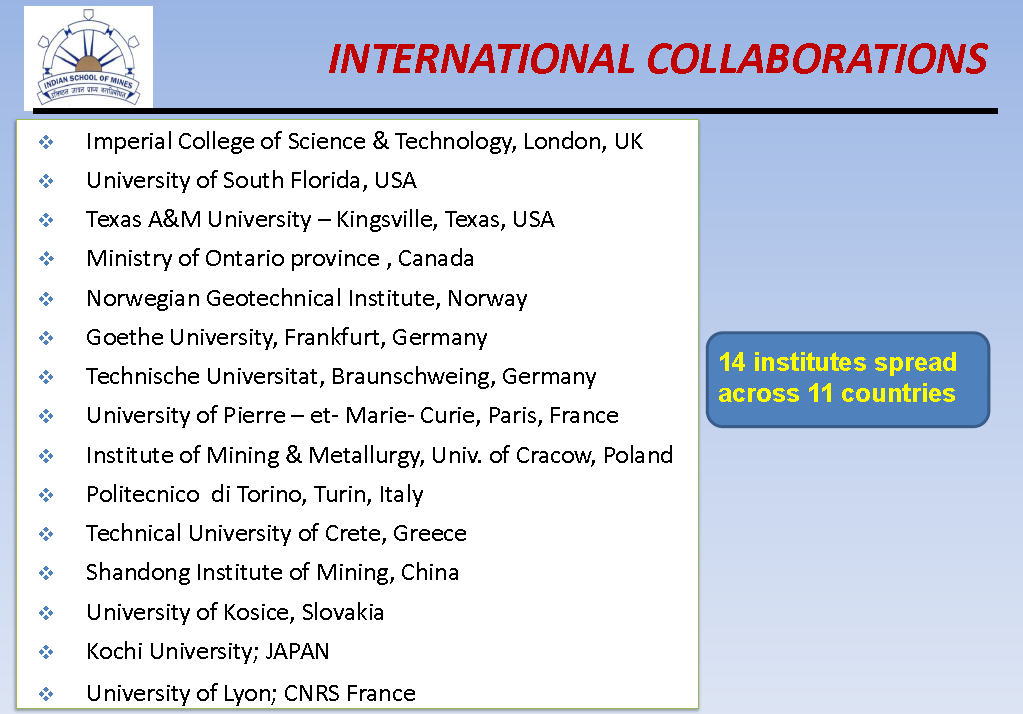 INDIAN SCHOOL OF MINES
INTERNATIONAL COLLABORATIONS
Imperial College of Science & Technology, London, UK
University of South Florida, USA
Texas A&M University – Kingsville, Texas, USA
Ministry of Ontario province , Canada
Norwegian Geotechnical Institute, Norway
Goethe University, Frankfurt, Germany
Technische Universitat, Braunschweing, Germany
University of Pierre – et- Marie- Curie, Paris, France
Institute of Mining & Metallurgy, Univ. of Cracow, Poland
Politecnico di Torino, Turin, Italy
Technical University of Crete, Greece
Shandong Institute of Mining, China
University of Kosice, Slovakia
Kochi University; JAPAN
University of Lyon; CNRS France
14 institutes spread
across 11 countries